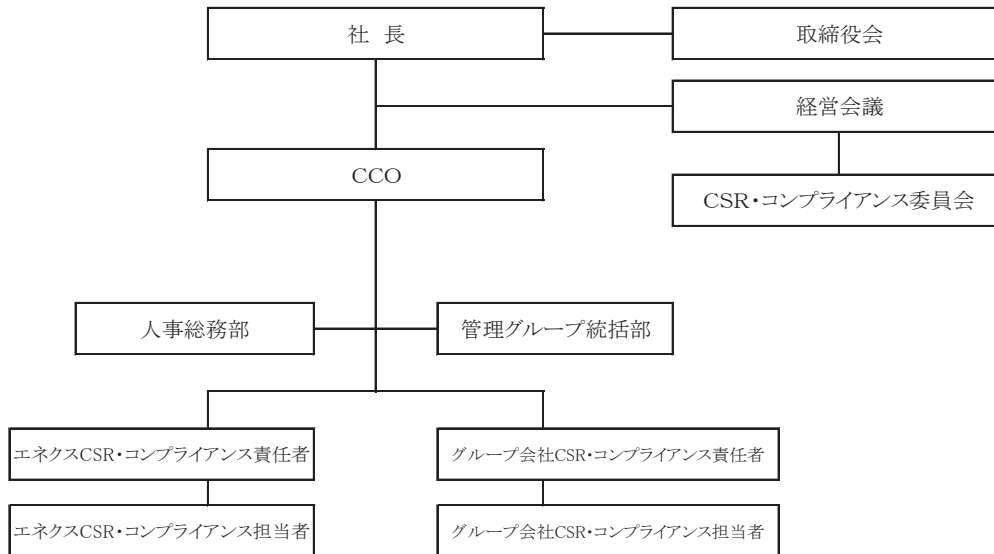 社 長
取締役会
経営会議
CCO
CSR・コンプライアンス委員会
人事総務部
管理グループ統括部
エネクスCSR・コンプライアンス責任者
グループ会社CSR・コンプライアンス責任者
エネクスCSR・コンプライアンス担当者
グループ会社CSR・コンプライアンス担当者